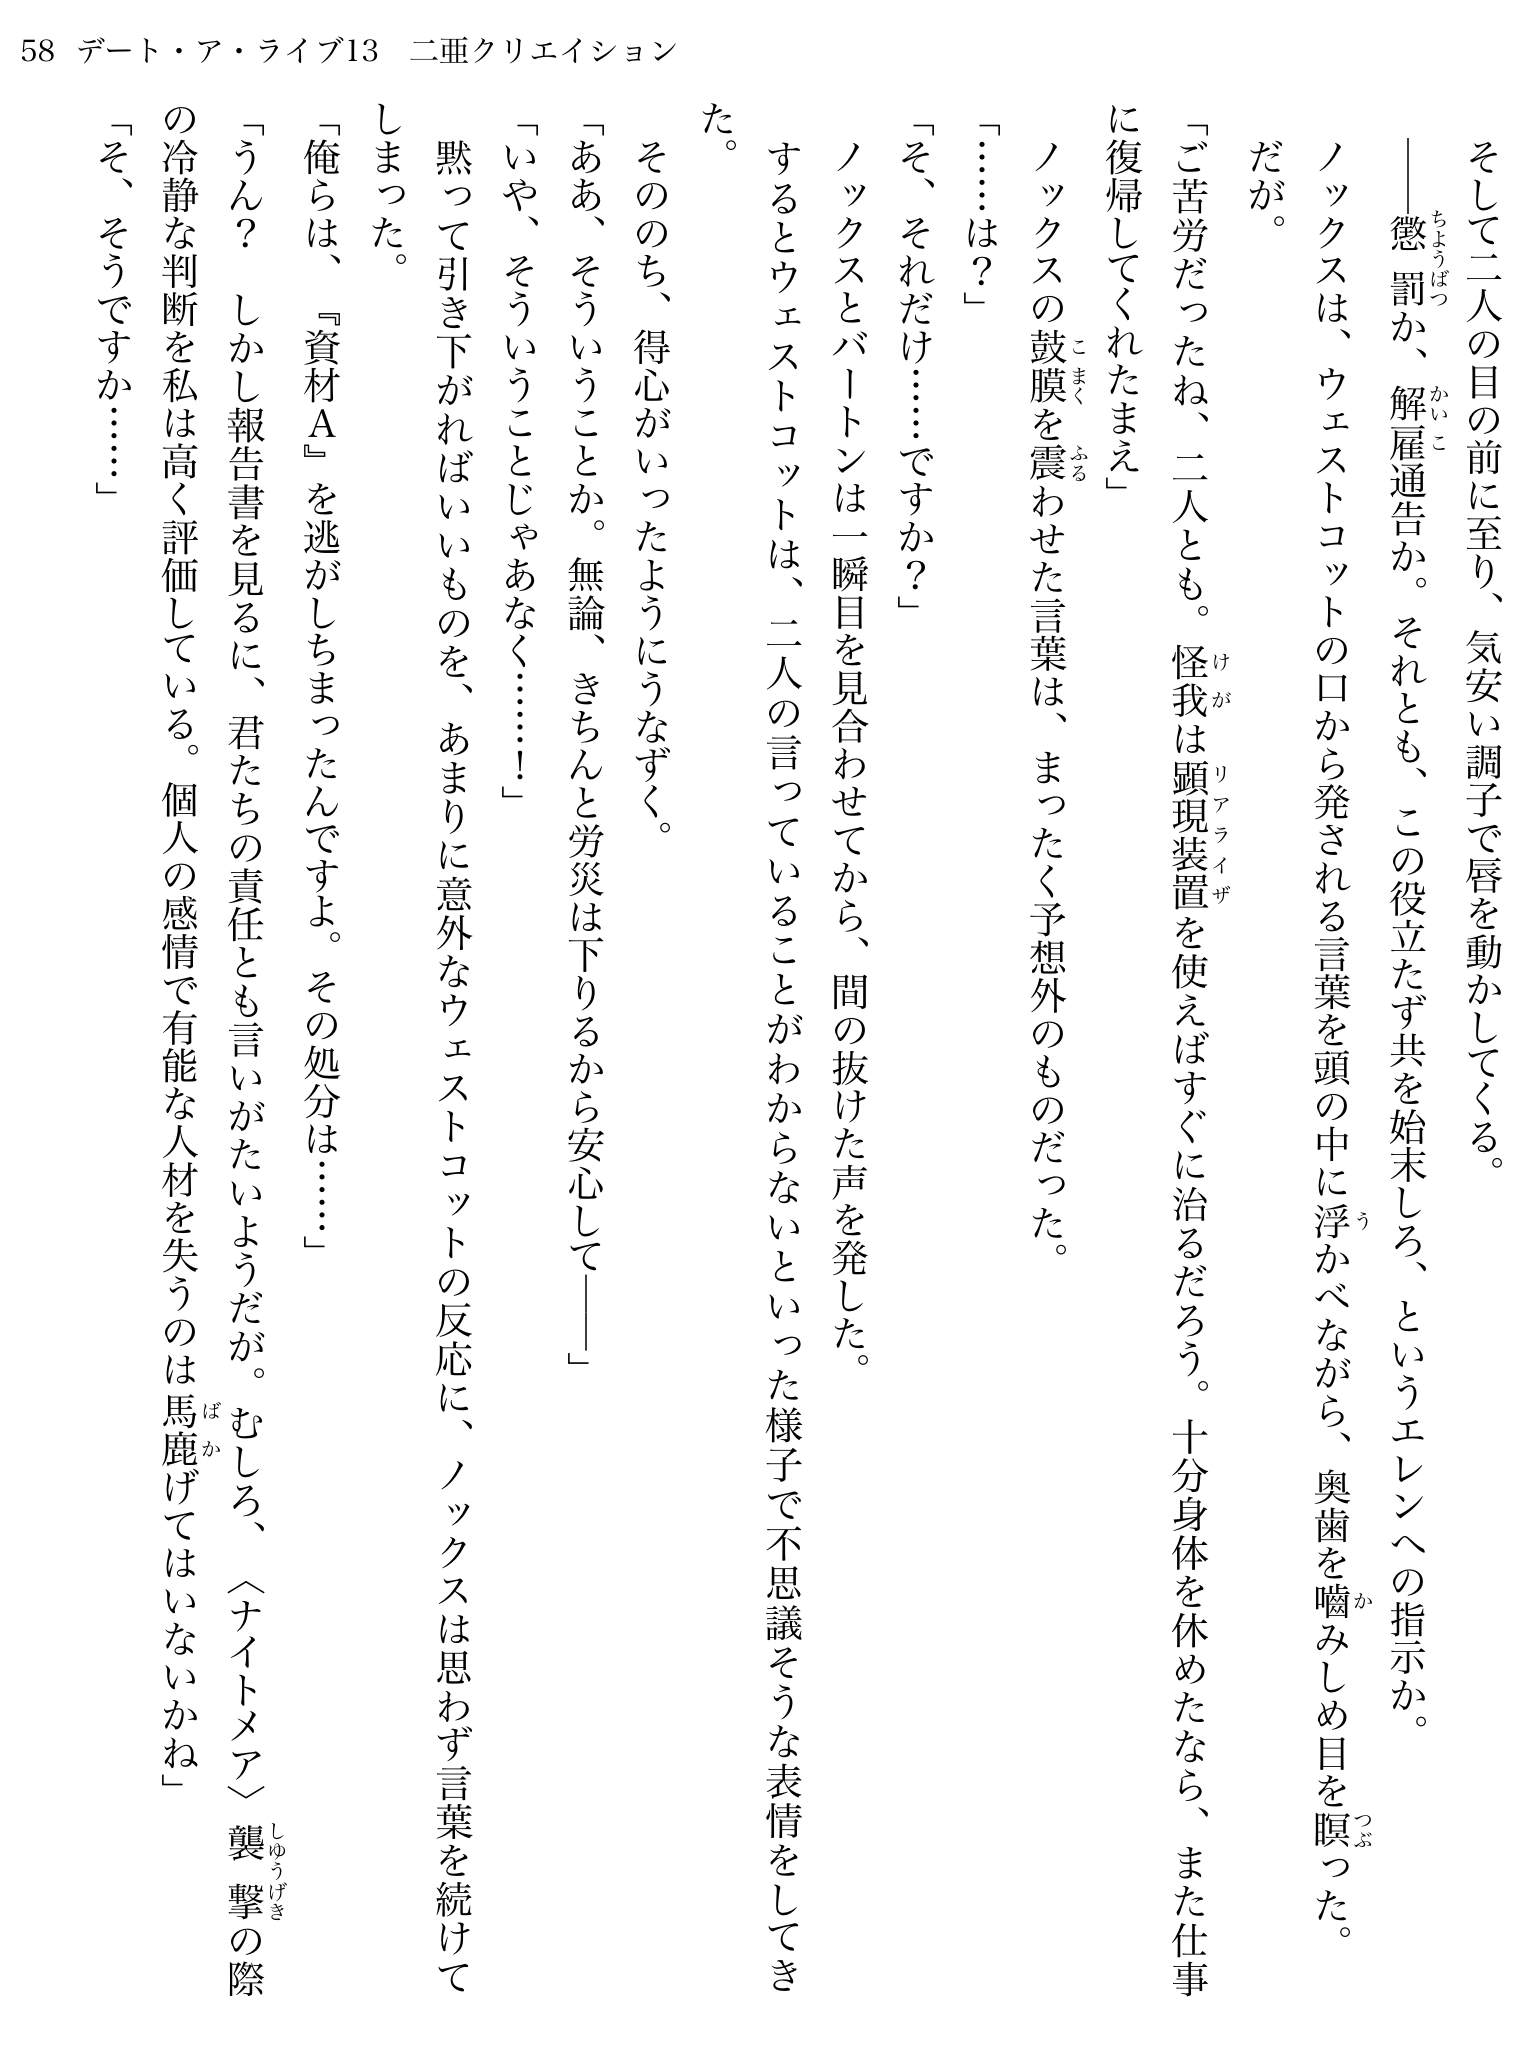 58 デート・ア・ライブ13　二亜クリエイション
　そして二人の目の前に至り、気安い調子で唇を動かしてくる。
　――懲罰か、解雇通告か。それとも、この役立たず共を始末しろ、というエレンへの指示か。
　ノックスは、ウェストコットの口から発される言葉を頭の中に浮かべながら、奥歯を嚙みしめ目を瞑った。
　だが。
「ご苦労だったね、二人とも。怪我は顕現装置を使えばすぐに治るだろう。十分身体を休めたなら、また仕事
に復帰してくれたまえ」
　ノックスの鼓膜を震わせた言葉は、まったく予想外のものだった。
「……は？」
「そ、それだけ……ですか？」
　ノックスとバートンは一瞬目を見合わせてから、間の抜けた声を発した。
　するとウェストコットは、二人の言っていることがわからないといった様子で不思議そうな表情をしてき
た。
　そののち、得心がいったようにうなずく。
「ああ、そういうことか。無論、きちんと労災は下りるから安心して――」
「いや、そういうことじゃあなく……！」
　黙って引き下がればいいものを、あまりに意外なウェストコットの反応に、ノックスは思わず言葉を続けて
しまった。
「俺らは、『資材Ａ』を逃がしちまったんですよ。その処分は……」
「うん？　しかし報告書を見るに、君たちの責任とも言いがたいようだが。むしろ、〈ナイトメア〉襲撃の際
の冷静な判断を私は高く評価している。個人の感情で有能な人材を失うのは馬鹿げてはいないかね」
「そ、そうですか……」